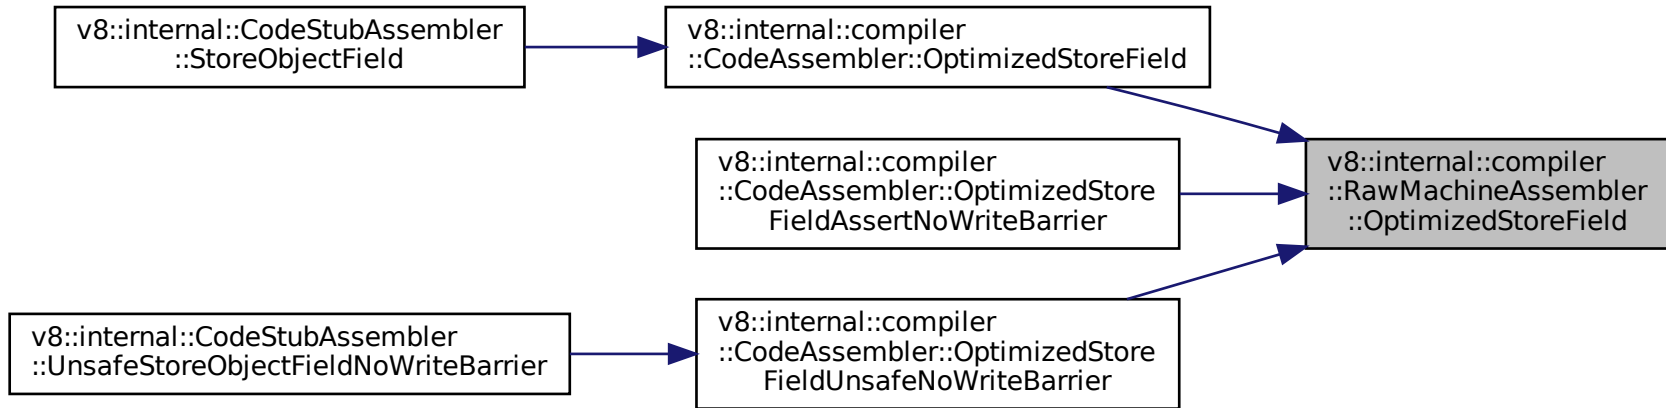 v8::internal::CodeStubAssembler
::StoreObjectField
v8::internal::compiler
::CodeAssembler::OptimizedStoreField
v8::internal::compiler
::CodeAssembler::OptimizedStore
FieldAssertNoWriteBarrier
v8::internal::compiler
::RawMachineAssembler
::OptimizedStoreField
v8::internal::CodeStubAssembler
::UnsafeStoreObjectFieldNoWriteBarrier
v8::internal::compiler
::CodeAssembler::OptimizedStore
FieldUnsafeNoWriteBarrier